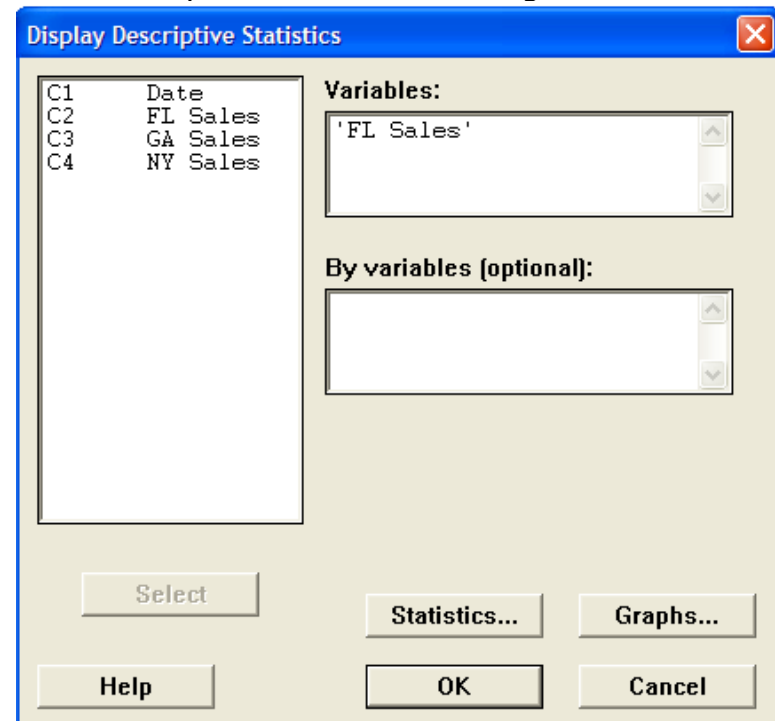 Display Descriptive Statistics
C1 Date
C2 FL Sales
C3 GA Sales
C4 NY Sales
Variables:
'FL Sales'
By variables (optional):
Select
Statistics...
Graphs...
Help
OK
Cancel